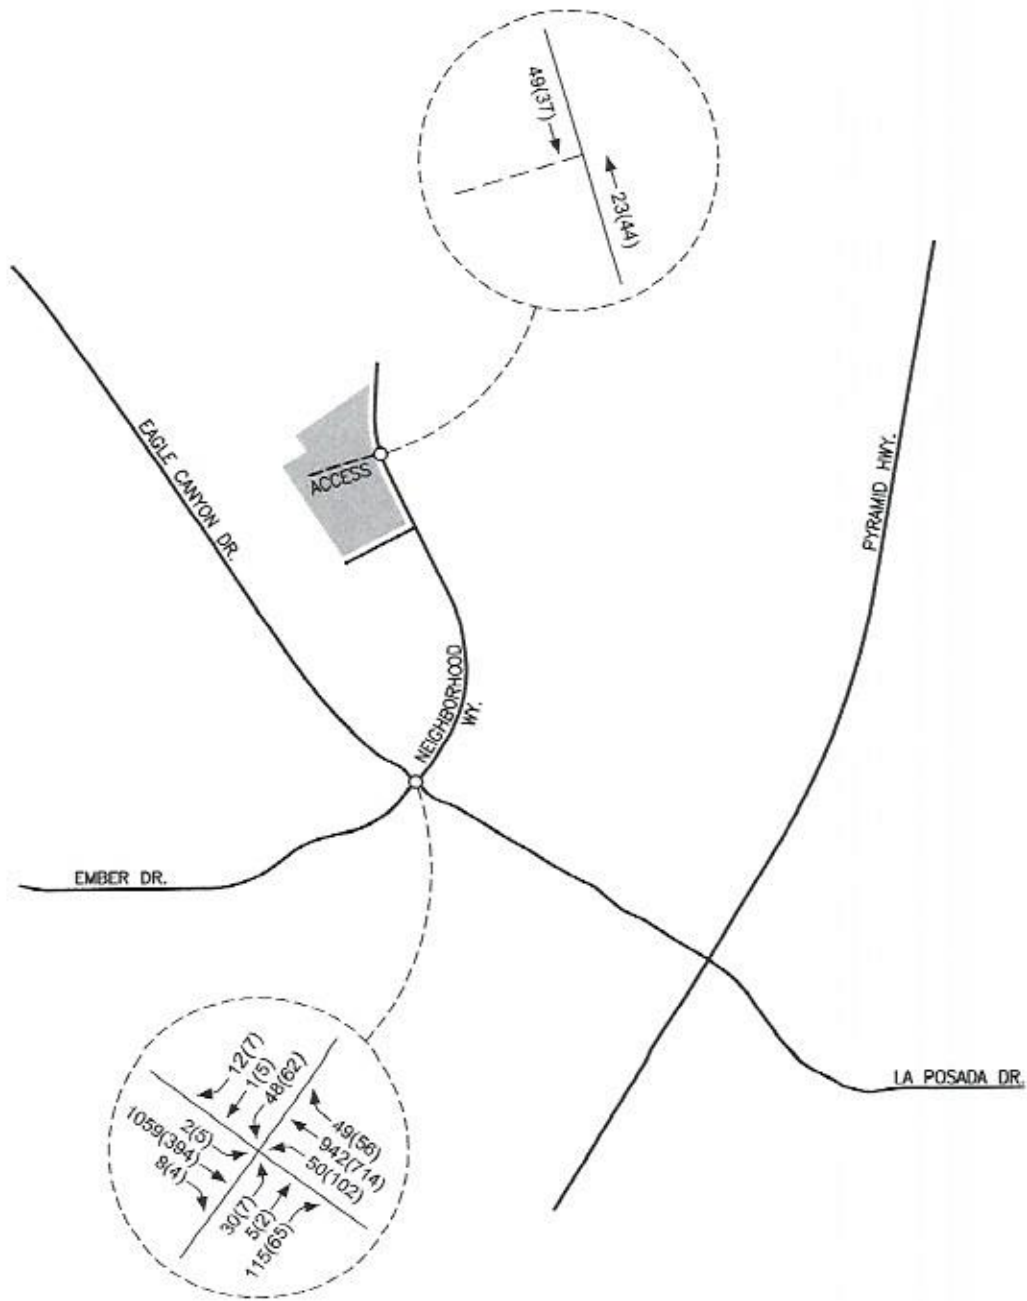 49(37)
23(44)
EAGLE CANYON DR.
ACCESS
PYRAMID HWY.
NEIGHBORHOOD
WY.
EMBER DR.
LA POSADA DR.
12(7)
1(5)
48(62)
2(5)
1059(394)
8(4)
49(56)
942(714)
50(102)
30(7)
5(2)
115(65)